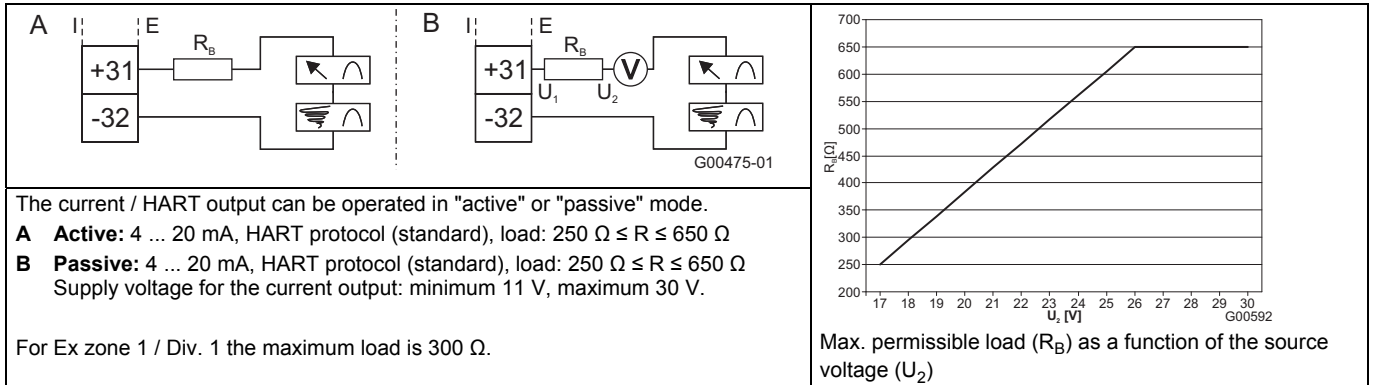 A I E
R_B
+31
-32
B I E
R_B
V
+31
U₁ U₂
-32
G00475-01
The current / HART output can be operated in "active" or "passive" mode.
A Active: 4 ... 20 mA, HART protocol (standard), load: 250 Ω ≤ R ≤ 650 Ω
B Passive: 4 ... 20 mA, HART protocol (standard), load: 250 Ω ≤ R ≤ 650 Ω
Supply voltage for the current output: minimum 11 V, maximum 30 V.
For Ex zone 1 / Div. 1 the maximum load is 300 Ω.
700
650
600
550
500
450
400
350
300
250
200
R_B[Ω]
17 18 19 20 21 22 23 24 25 26 27 28 29 30
U₂ [V]
G00592
Max. permissible load (R_B) as a function of the source
voltage (U₂)